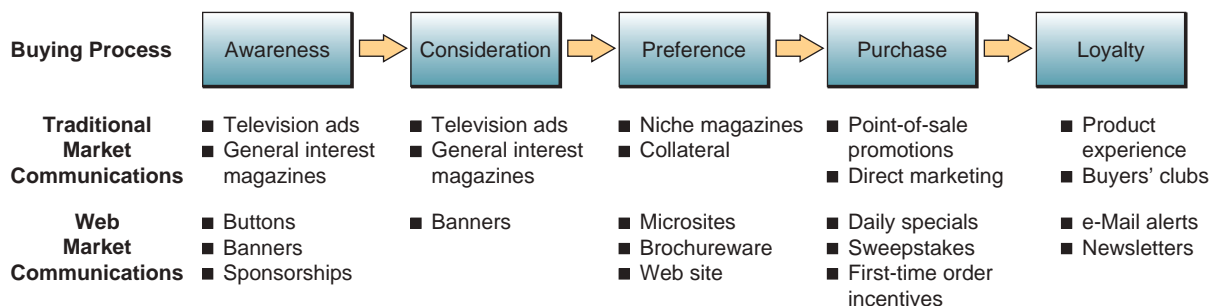 Buying Process
Awareness
Consideration
Preference
Purchase
Loyalty
Traditional
Market
Communications
■ Television ads
■ General interest
magazines
■ Television ads
■ General interest
magazines
■ Niche magazines
■ Collateral
■ Point-of-sale
promotions
■ Direct marketing
■ Product
experience
■ Buyers’ clubs
Web
Market
Communications
■ Buttons
■ Banners
■ Sponsorships
■ Banners
■ Microsites
■ Brochureware
■ Web site
■ Daily specials
■ Sweepstakes
■ First-time order
incentives
■ e-Mail alerts
■ Newsletters